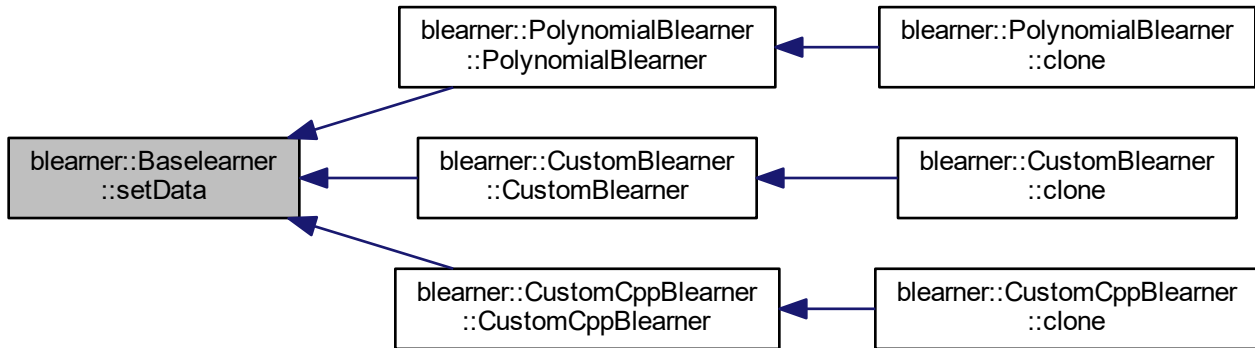 blearner::PolynomialBlearner
::PolynomialBlearner
blearner::PolynomialBlearner
::clone
blearner::Baselearner
::setData
blearner::CustomBlearner
::CustomBlearner
blearner::CustomBlearner
::clone
blearner::CustomCppBlearner
::CustomCppBlearner
blearner::CustomCppBlearner
::clone